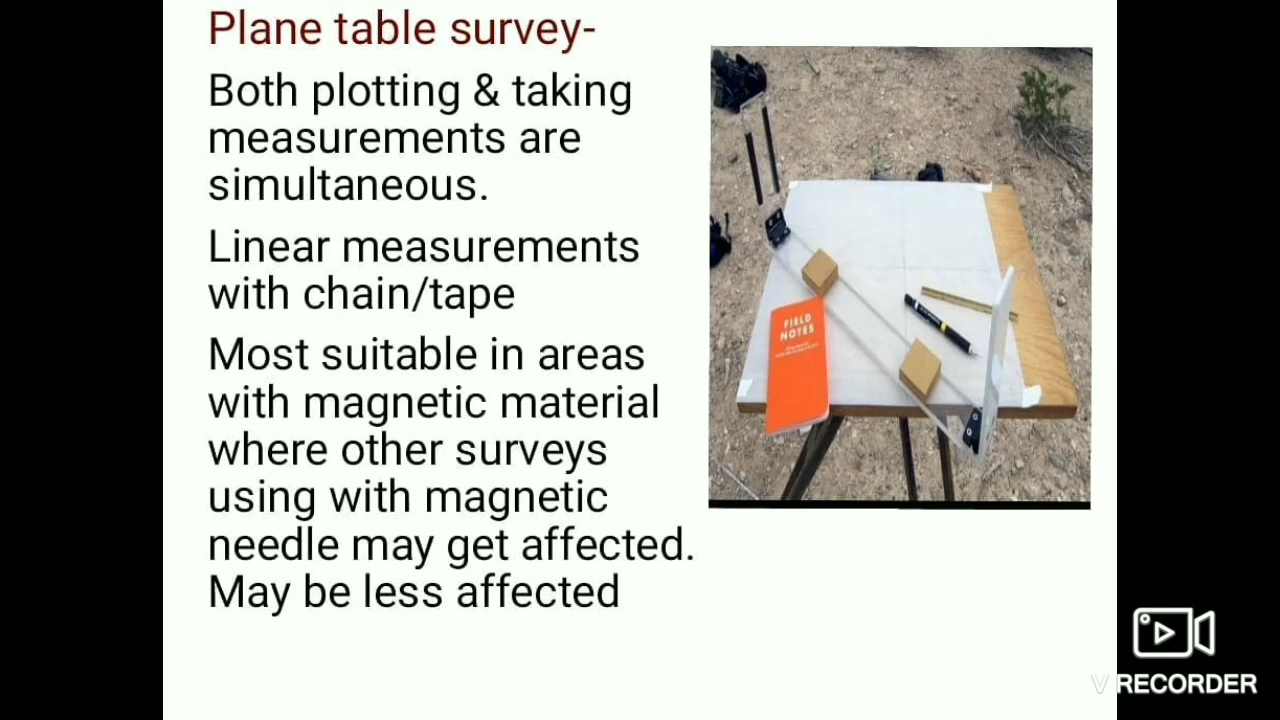 Plane table survey-
Both plotting & taking
measurements are
simultaneous.
Linear measurements
with chain/tape
Most suitable in areas
with magnetic material
where other surveys
using with magnetic
needle may get affected.
May be less affected
FIELD
NOTES
V RECORDER